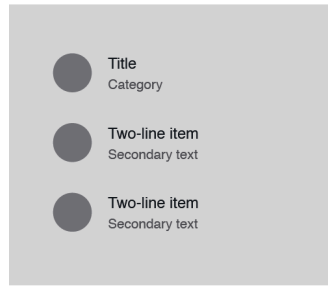 Title
Category
Two-line item
Secondary text
Two-line item
Secondary text